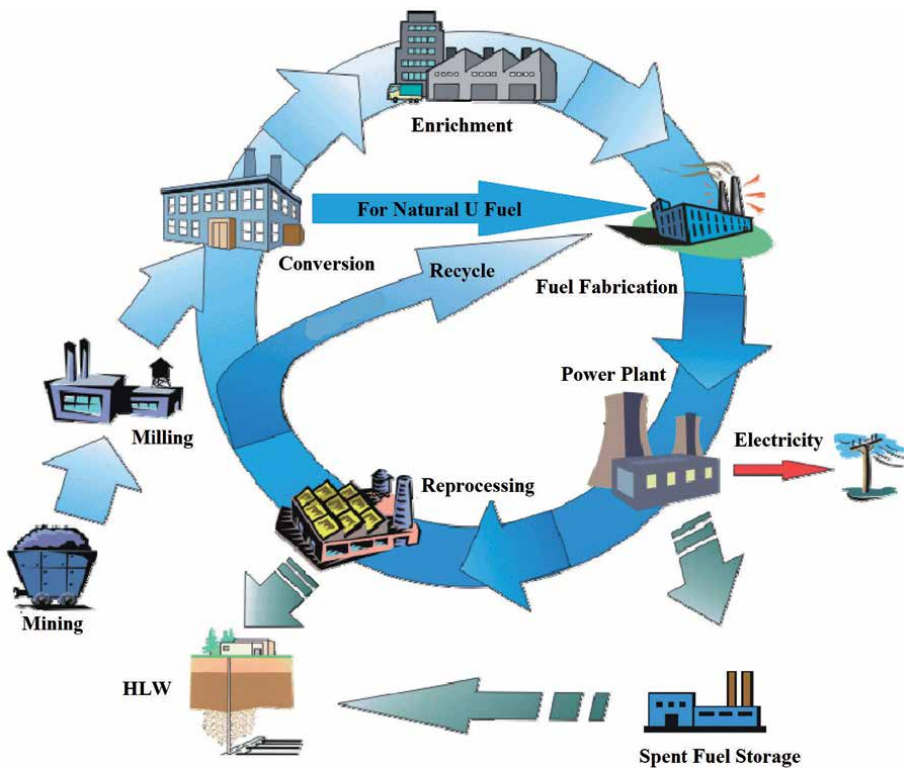 Enrichment
For Natural U Fuel
Conversion
Recycle
Fuel Fabrication
Power Plant
Milling
Electricity
Reprocessing
Mining
HLW
Spent Fuel Storage